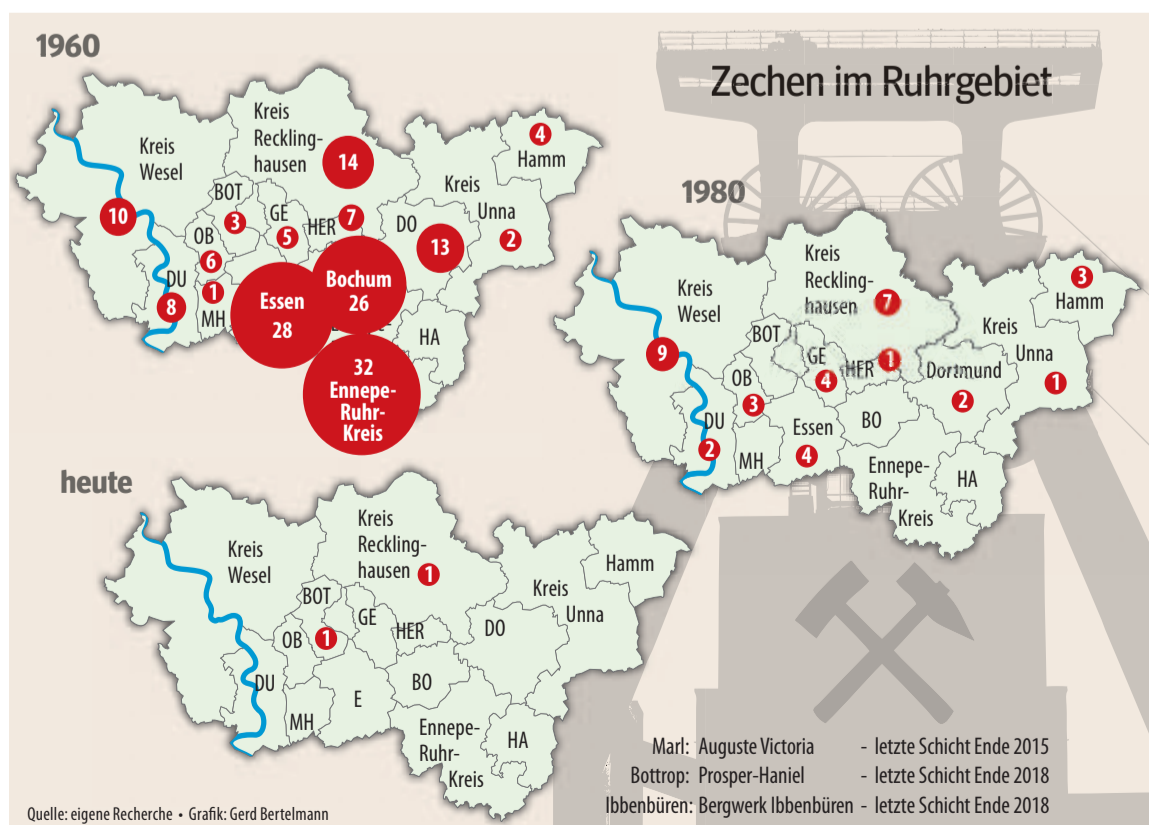 Zechen im Ruhrgebiet
1960
Kreis
Wesel
10
Kreis
Reckling-
hausen
14
4
Hamm
Kreis
Unna
2
BOT
3
GE
5
HER
7
DO
13
OB
6
DU
8
1
MH
Essen
28
Bochum
26
32
Ennepe-
Ruhr-
Kreis
HA
1980
Kreis
Wesel
9
Kreis
Reckling-
hausen
7
3
Hamm
Kreis
Unna
1
BOT
GE
4
HER
1
Dortmund
2
OB
3
DU
2
MH
Essen
4
BO
Ennepe-
Ruhr-
Kreis
HA
heute
Kreis
Wesel
Kreis
Reckling-
hausen
1
Hamm
Kreis
Unna
BOT
1
GE
HER
DO
OB
DU
MH
E
BO
Ennepe-
Ruhr-
Kreis
HA
Marl: Auguste Victoria - letzte Schicht Ende 2015
Bottrop: Prosper-Haniel - letzte Schicht Ende 2018
Ibbenbüren: Bergwerk Ibbenbüren - letzte Schicht Ende 2018
Quelle: eigene Recherche • Grafik: Gerd Bertelmann